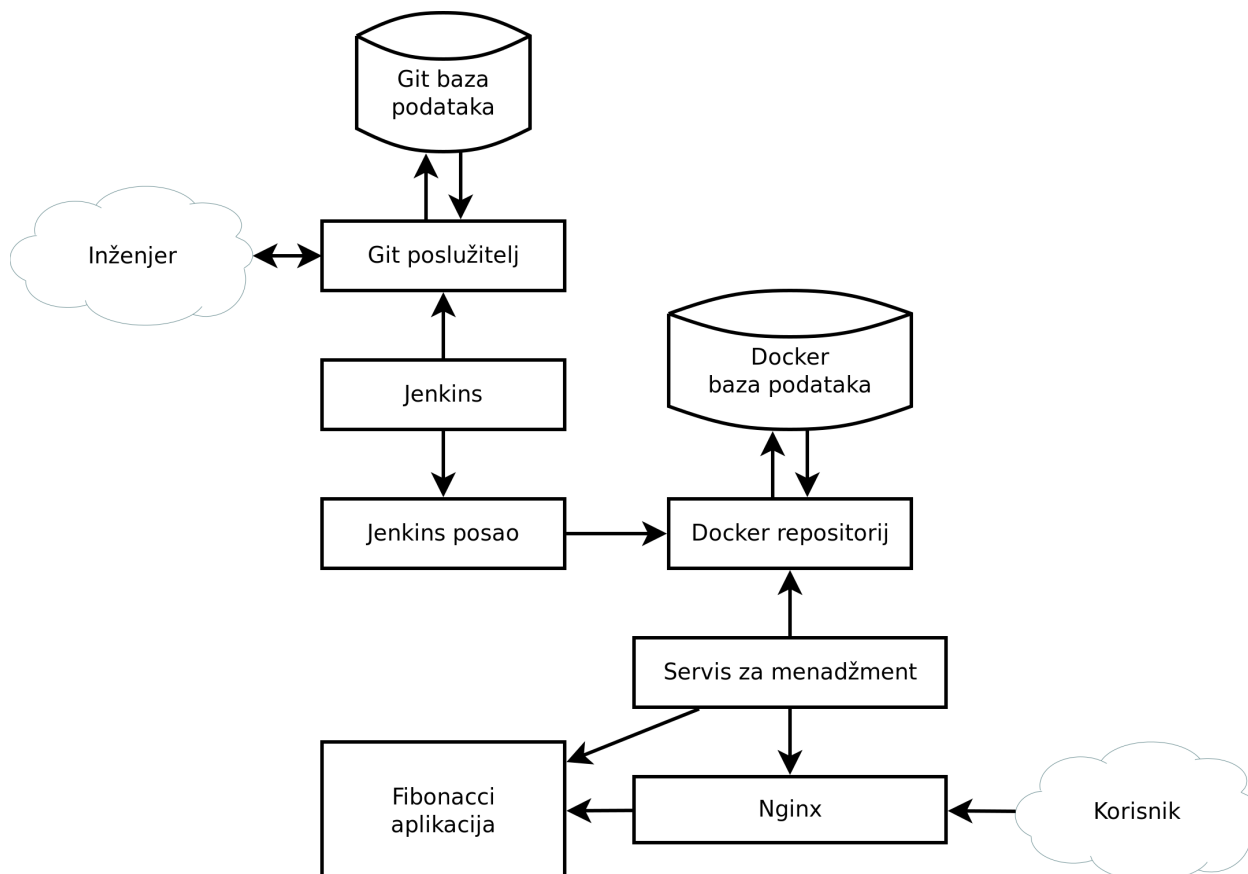 Git baza
podataka
Inženjer
Git poslužitelj
Docker
baza podataka
Jenkins
Jenkins posao
Docker repositorij
Servis za menadžment
Fibonacci
aplikacija
Nginx
Korisnik